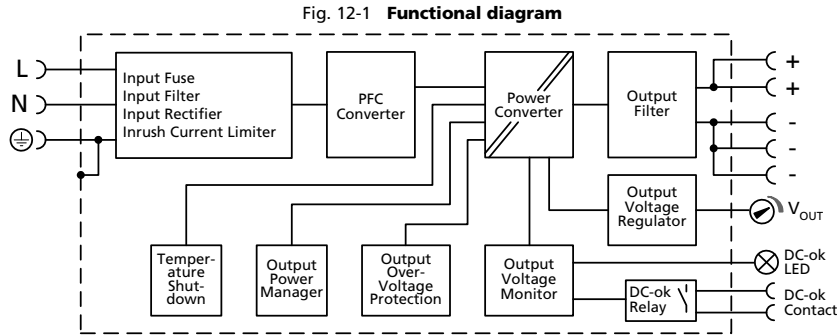 Fig. 12-1 Functional diagram
L
N
Input Fuse
Input Filter
Input Rectifier
Inrush Current Limiter
PFC
Converter
Power
Converter
Output
Filter
+
+
-
-
-
Output
Voltage
Regulator
VOUT
Temper-
ature
Shut-
down
Output
Power
Manager
Output
Over-
Voltage
Protection
Output
Voltage
Monitor
DC-ok
LED
DC-ok
Relay
DC-ok
Contact